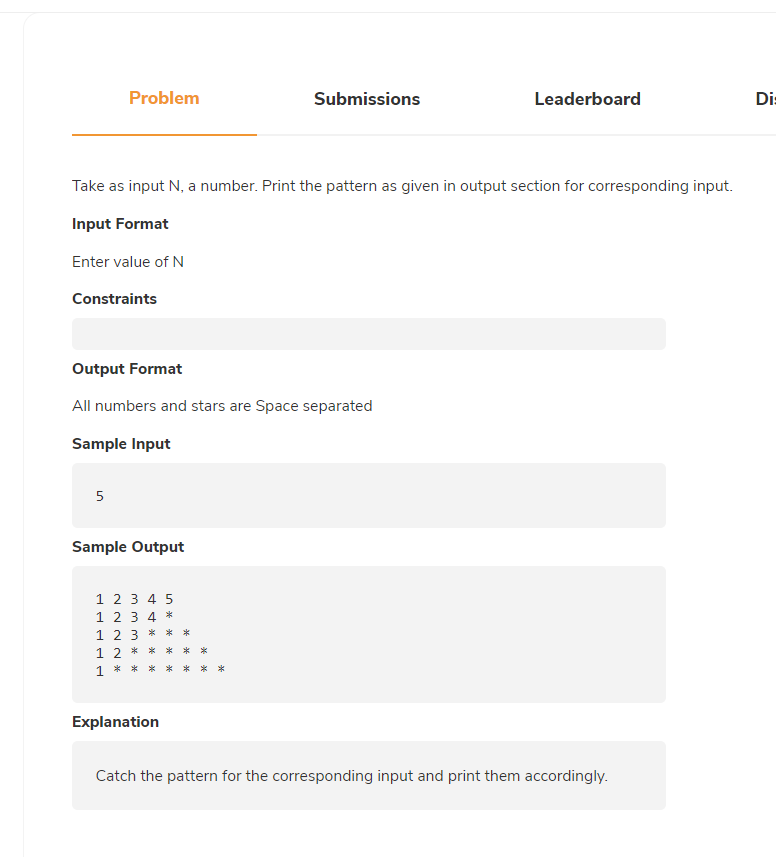 Problem Submissions Leaderboard
Take as input N, a number. Print the pattern as given in output section for corresponding input.
Input Format
Enter value of N
Constraints
Output Format
All numbers and stars are Space separated
Sample Input
5
Sample Output
1 2 3 4 5
1 2 3 4 *
1 2 3 * * *
1 2 * * * * *
1 * * * * * * *
Explanation
Catch the pattern for the corresponding input and print them accordingly.